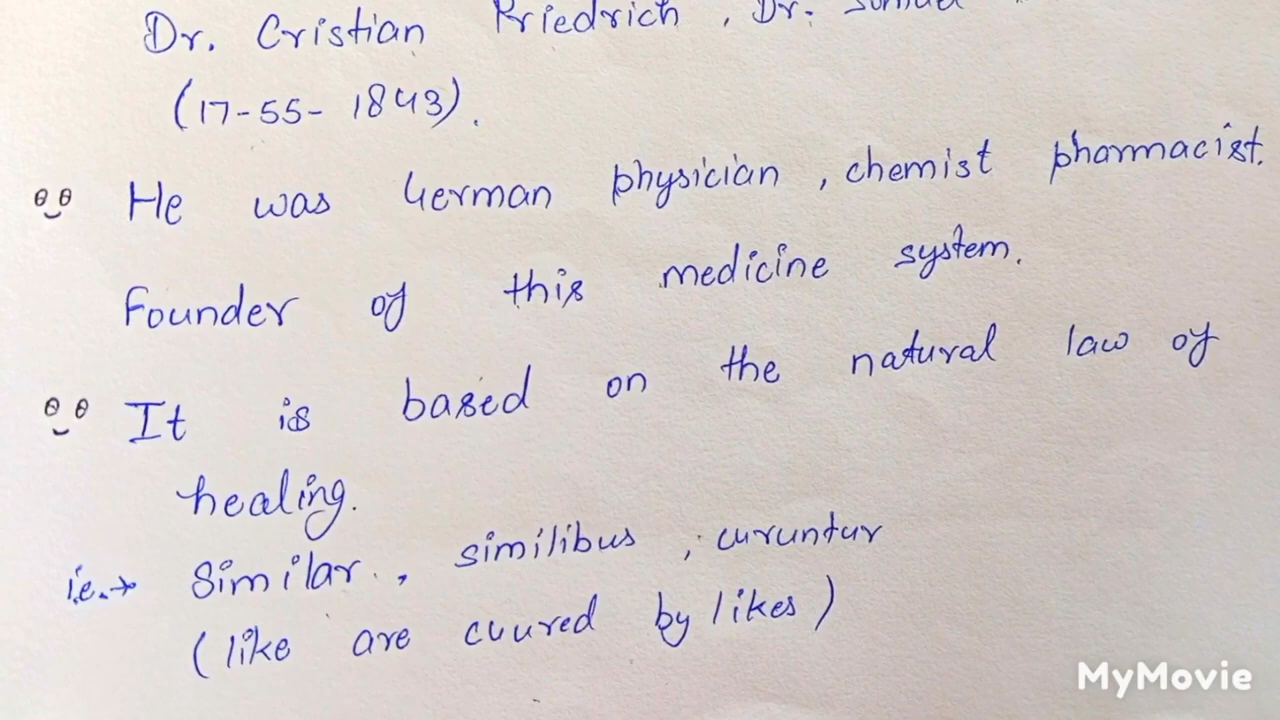 Dr. Cristian Friedrich , Dr.
(17-55- 1843).
He was German physician , chemist pharmacist.
Founder of this medicine system.
It is based on the natural law of
healing.
i.e.→ Similar , similibus , curuntur
(like are cuured by likes)
MyMovie